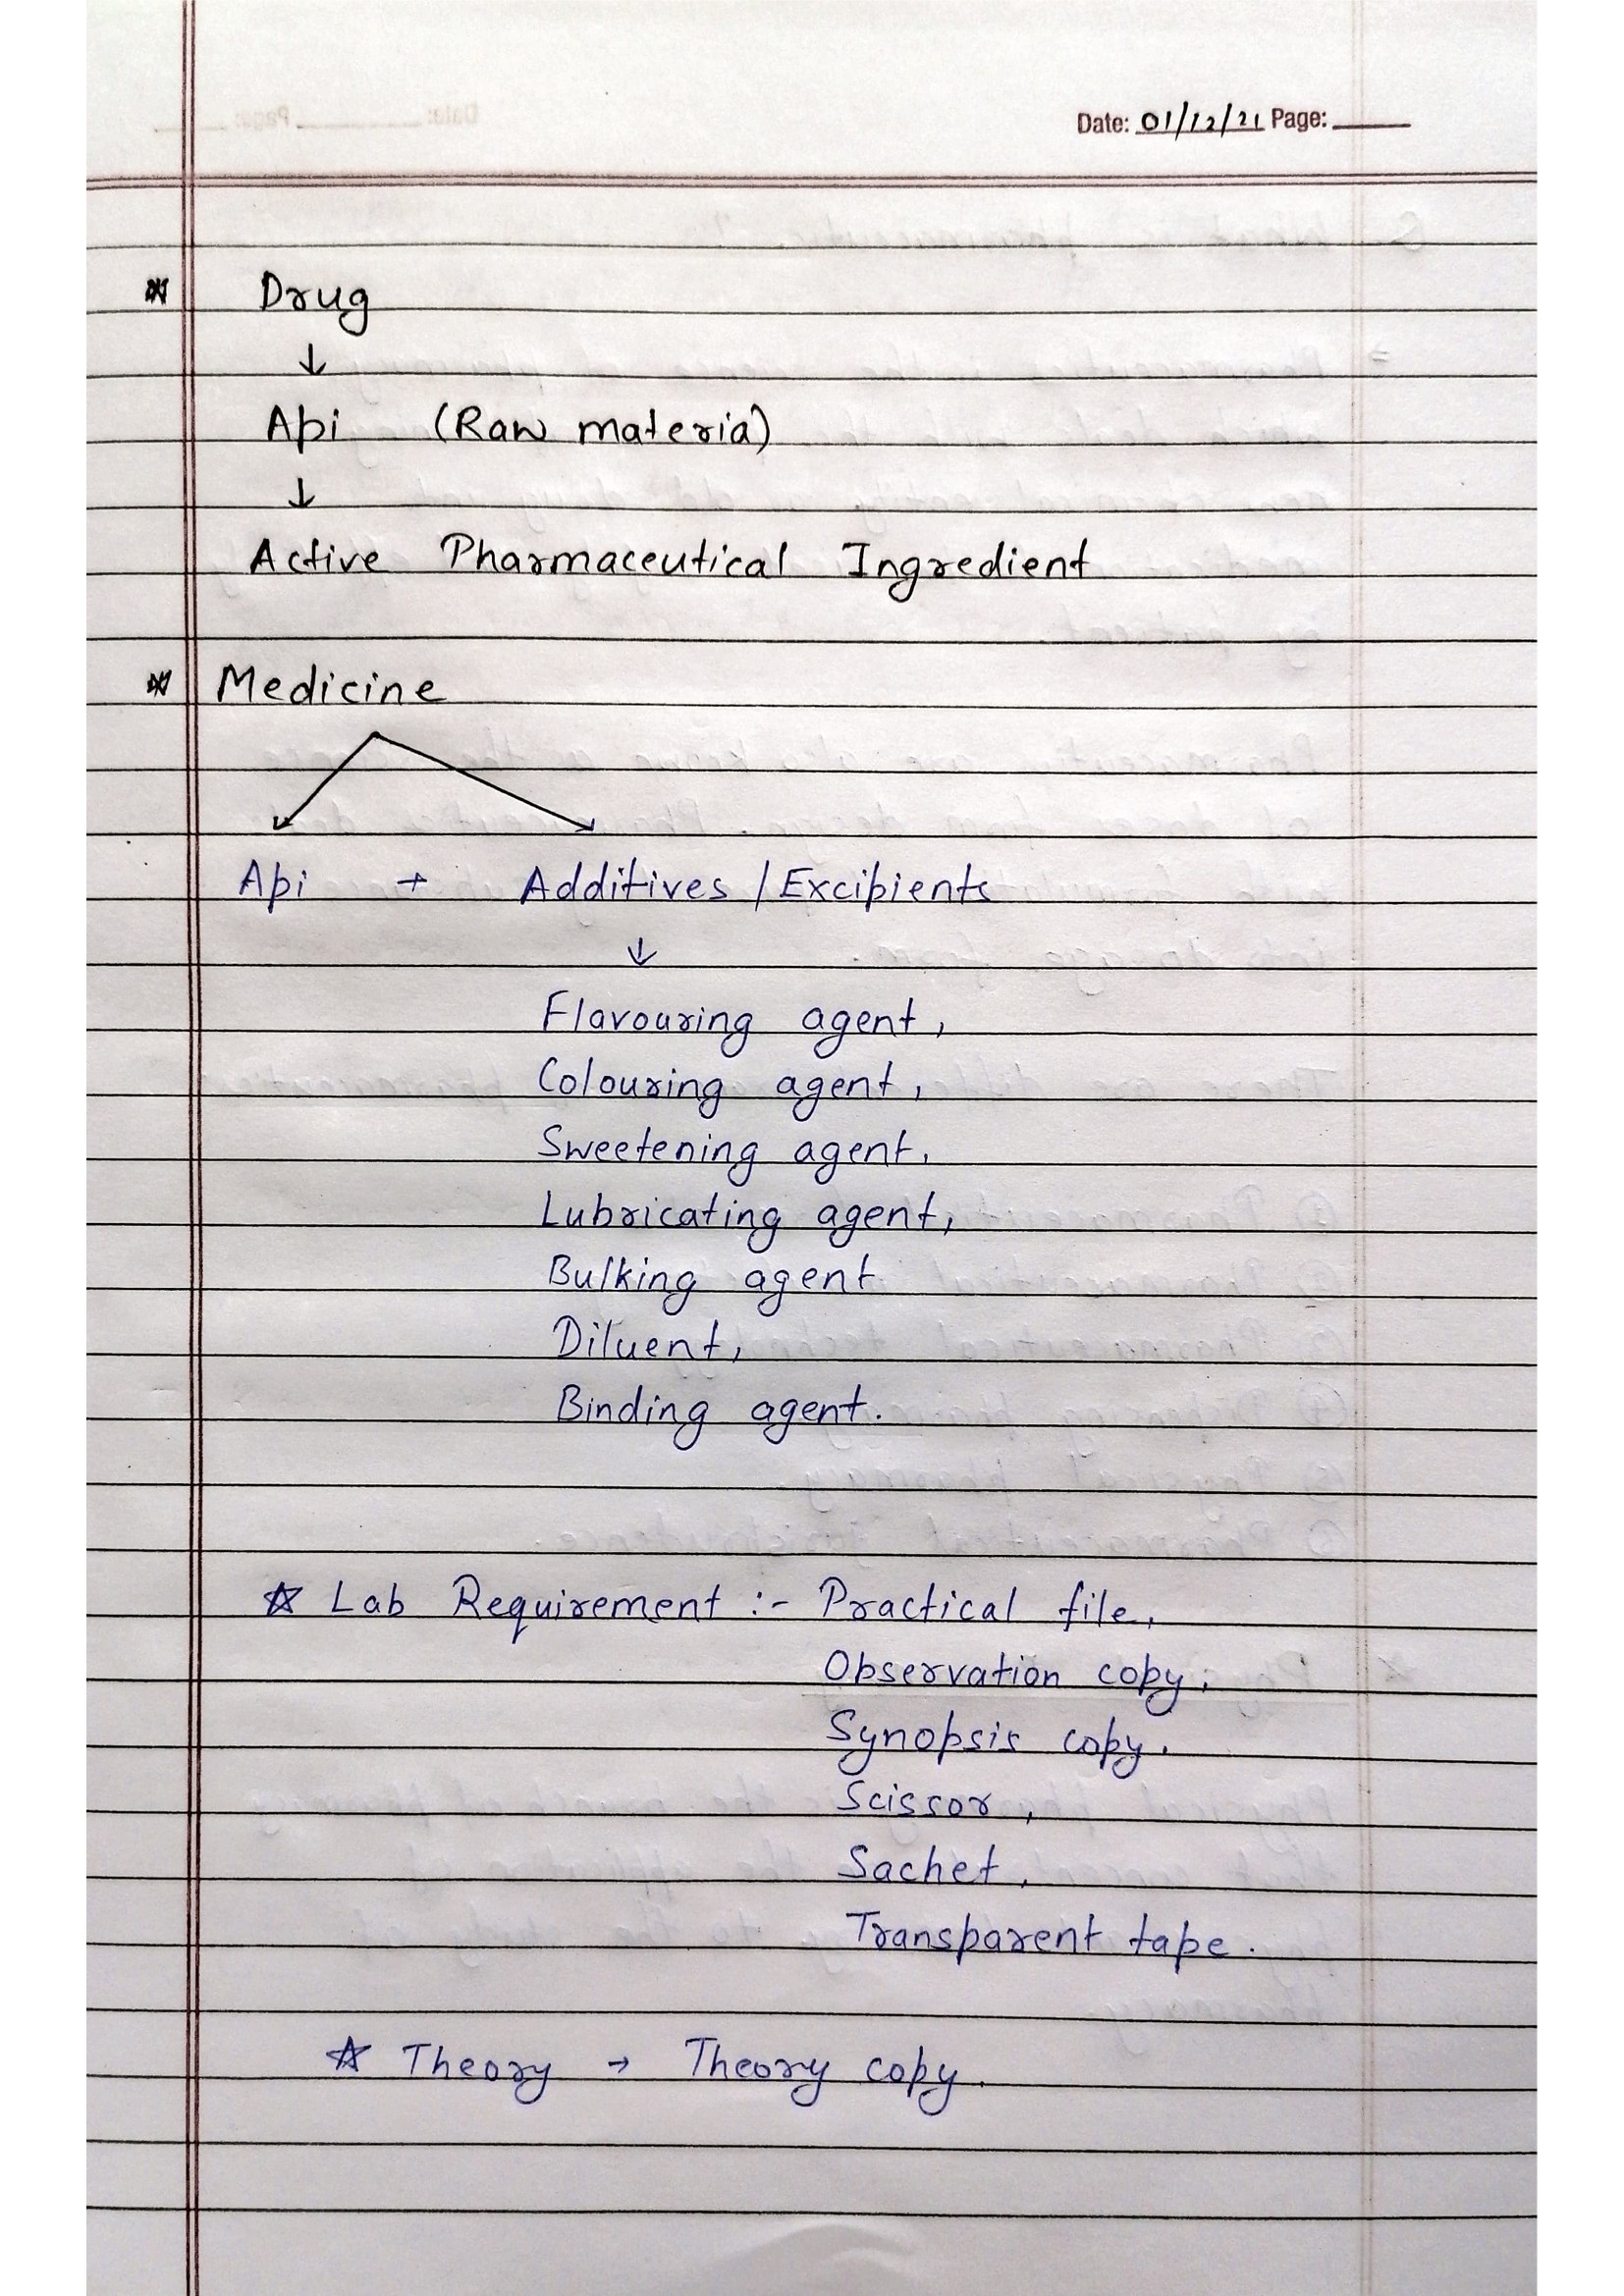 Date: 01/12/21 Page:
Drug
↓
Api (Raw materia)
↓
Active Pharmaceutical Ingredient
Medicine
Api + Additives / Excipients
↓
Flavouring agent,
Colouring agent,
Sweetening agent,
Lubricating agent,
Bulking agent
Diluent,
Binding agent.
☆ Lab Requirement :- Practical file,
Observation copy,
Synopsis copy.
Scissor,
Sachet,
Transparent tape.
☆ Theory → Theory copy.